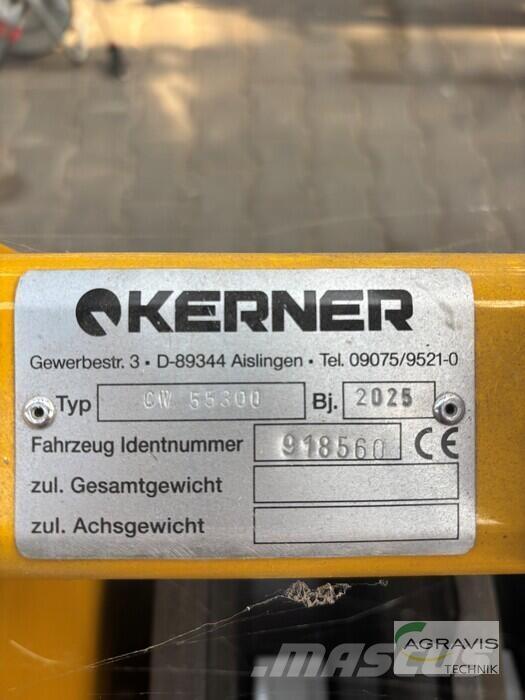 KERNER
Gewerbestr. 3 • D-89344 Aislingen • Tel. 09075/9521-0
Typ CW 55300 Bj. 2025
Fahrzeug Identnummer 918560 CE
zul. Gesamtgewicht
zul. Achsgewicht
AGRAVIS
TECHNIK
MASCUS